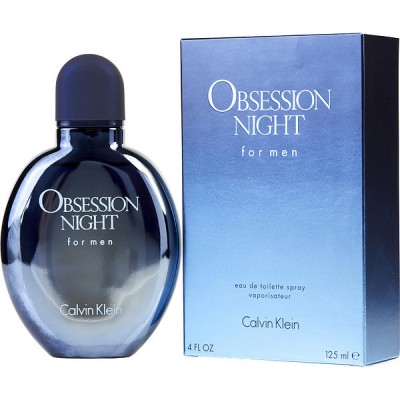 OBSESSION
NIGHT
for men
Calvin Klein
OBSESSION
NIGHT
for men
eau de toilette spray
vaporisateur
Calvin Klein
4 FL OZ 125 ml ℮